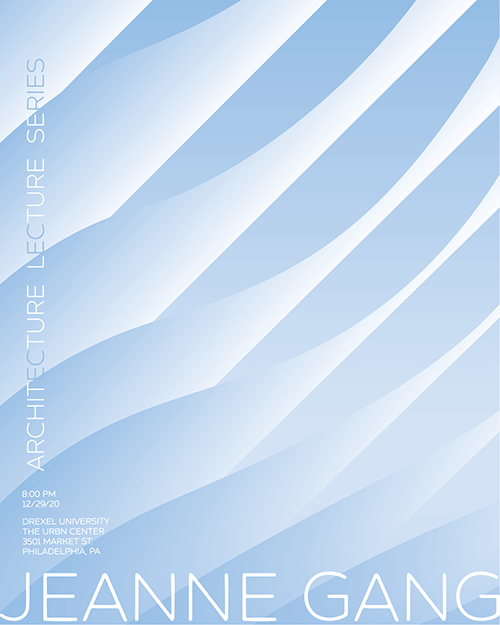 ARCHITECTURE LECTURE SERIES
8:00 PM
12/29/20
DREXEL UNIVERSITY
THE URBN CENTER
3501 MARKET ST.
PHILADELPHIA, PA
JEANNE GANG